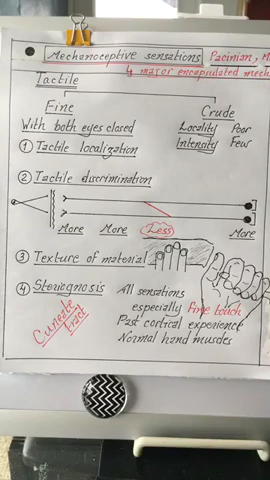 Mechanoceptive sensations Pacinian,
4 major encapsulated mech
Tactile
Fine
Crude
With both eyes closed
Locality Poor
Intensity Few
① Tactile localization
② Tactile discrimination
More More Less More
③ Texture of material
④ Steriognosis
All sensations
especially Fine touch
Past cortical experience
Normal hand muscles
Cuneate
tract